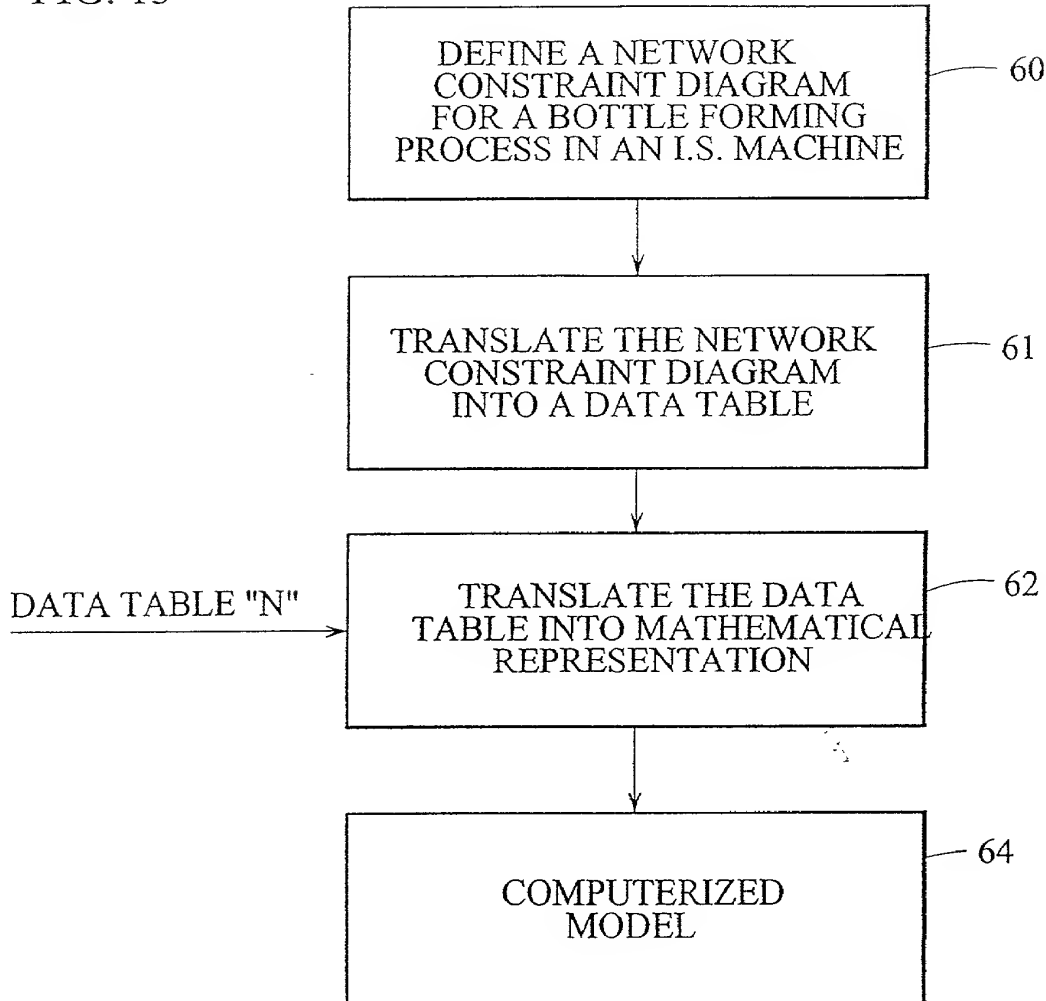 DEFINE A NETWORK
CONSTRAINT DIAGRAM
FOR A BOTTLE FORMING
PROCESS IN AN I.S. MACHINE
60
TRANSLATE THE NETWORK
CONSTRAINT DIAGRAM
INTO A DATA TABLE
61
DATA TABLE "N"
TRANSLATE THE DATA
TABLE INTO MATHEMATICAL
REPRESENTATION
62
COMPUTERIZED
MODEL
64